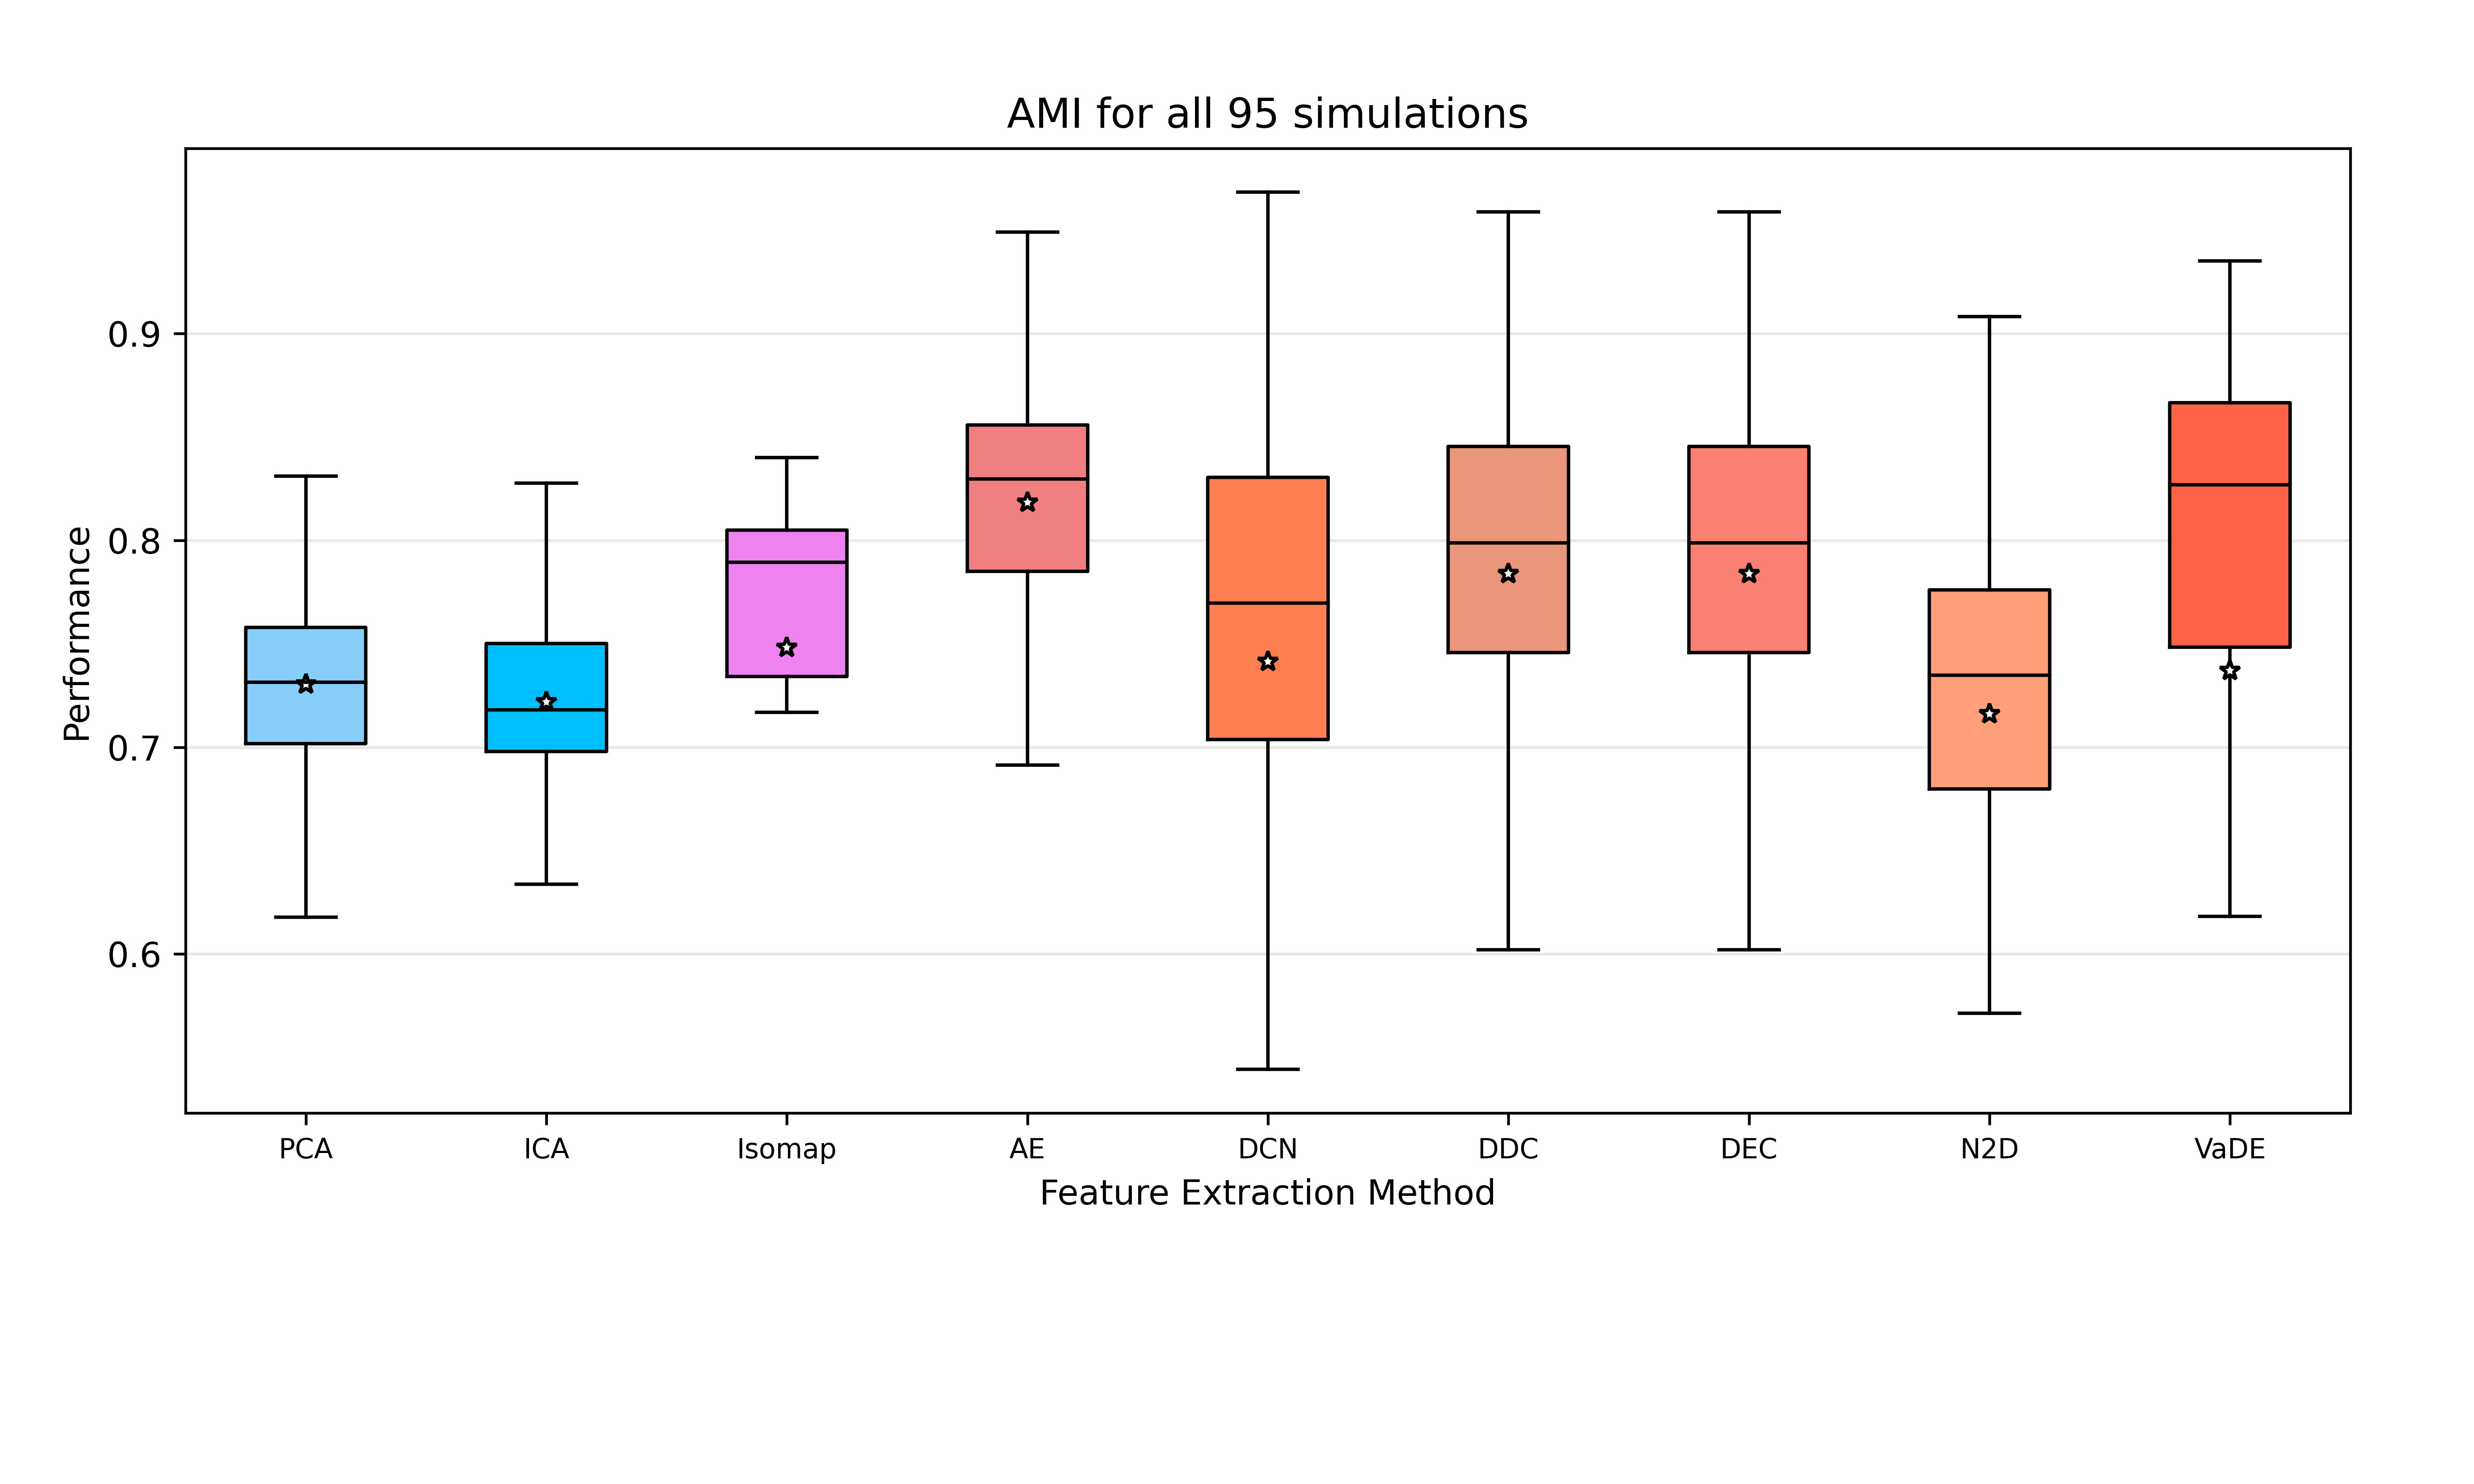 AMI for all 95 simulations
Performance
0.9
0.8
0.7
0.6
PCA ICA Isomap AE DCN DDC DEC N2D VaDE
Feature Extraction Method